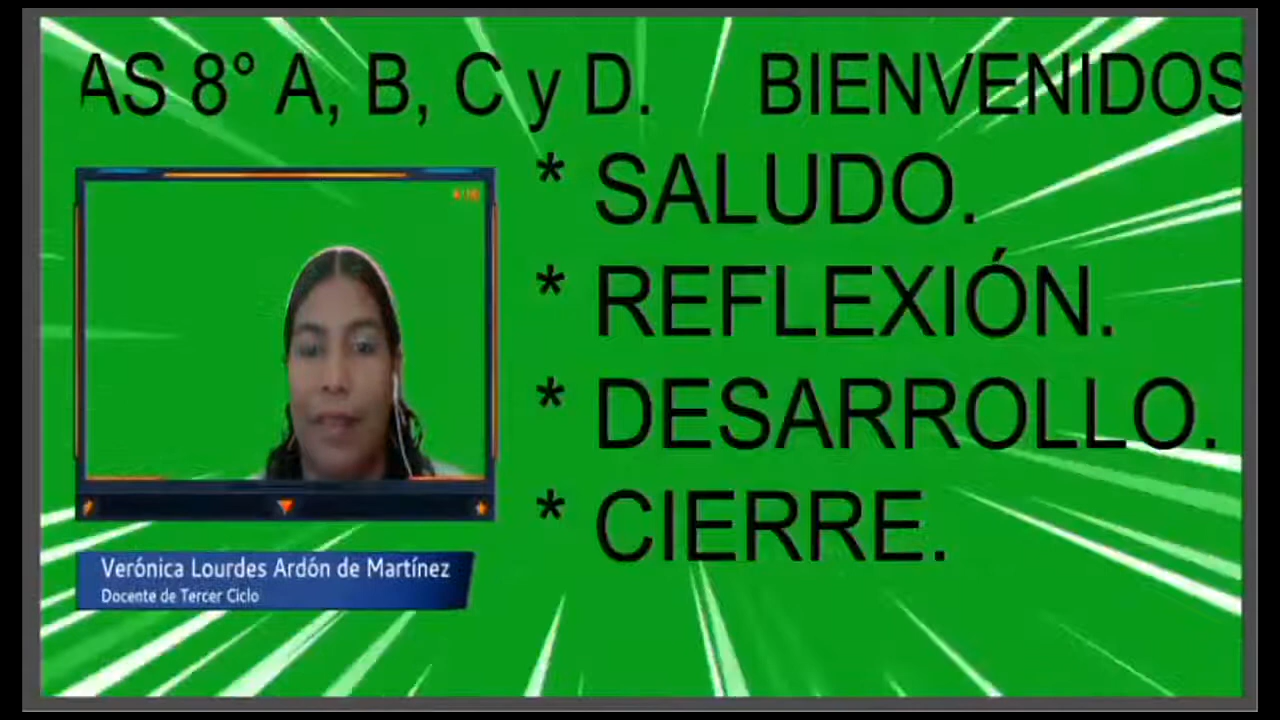 AS 8° A, B, C y D. BIENVENIDOS
* SALUDO.
* REFLEXIÓN.
* DESARROLLO.
* CIERRE.
Verónica Lourdes Ardón de Martínez
Docente de Tercer Ciclo